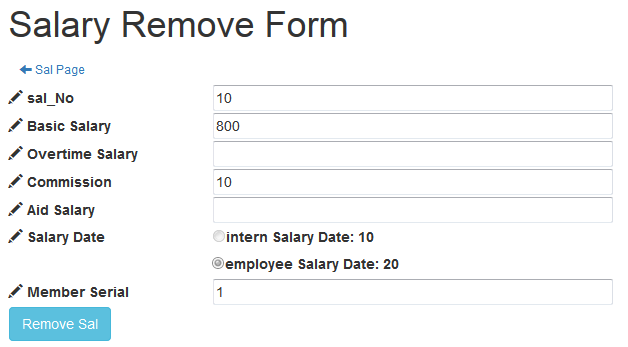 Salary Remove Form
Sal Page
sal_No 10
Basic Salary 800
Overtime Salary
Commission 10
Aid Salary
Salary Date intern Salary Date: 10
employee Salary Date: 20
Member Serial 1
Remove Sal